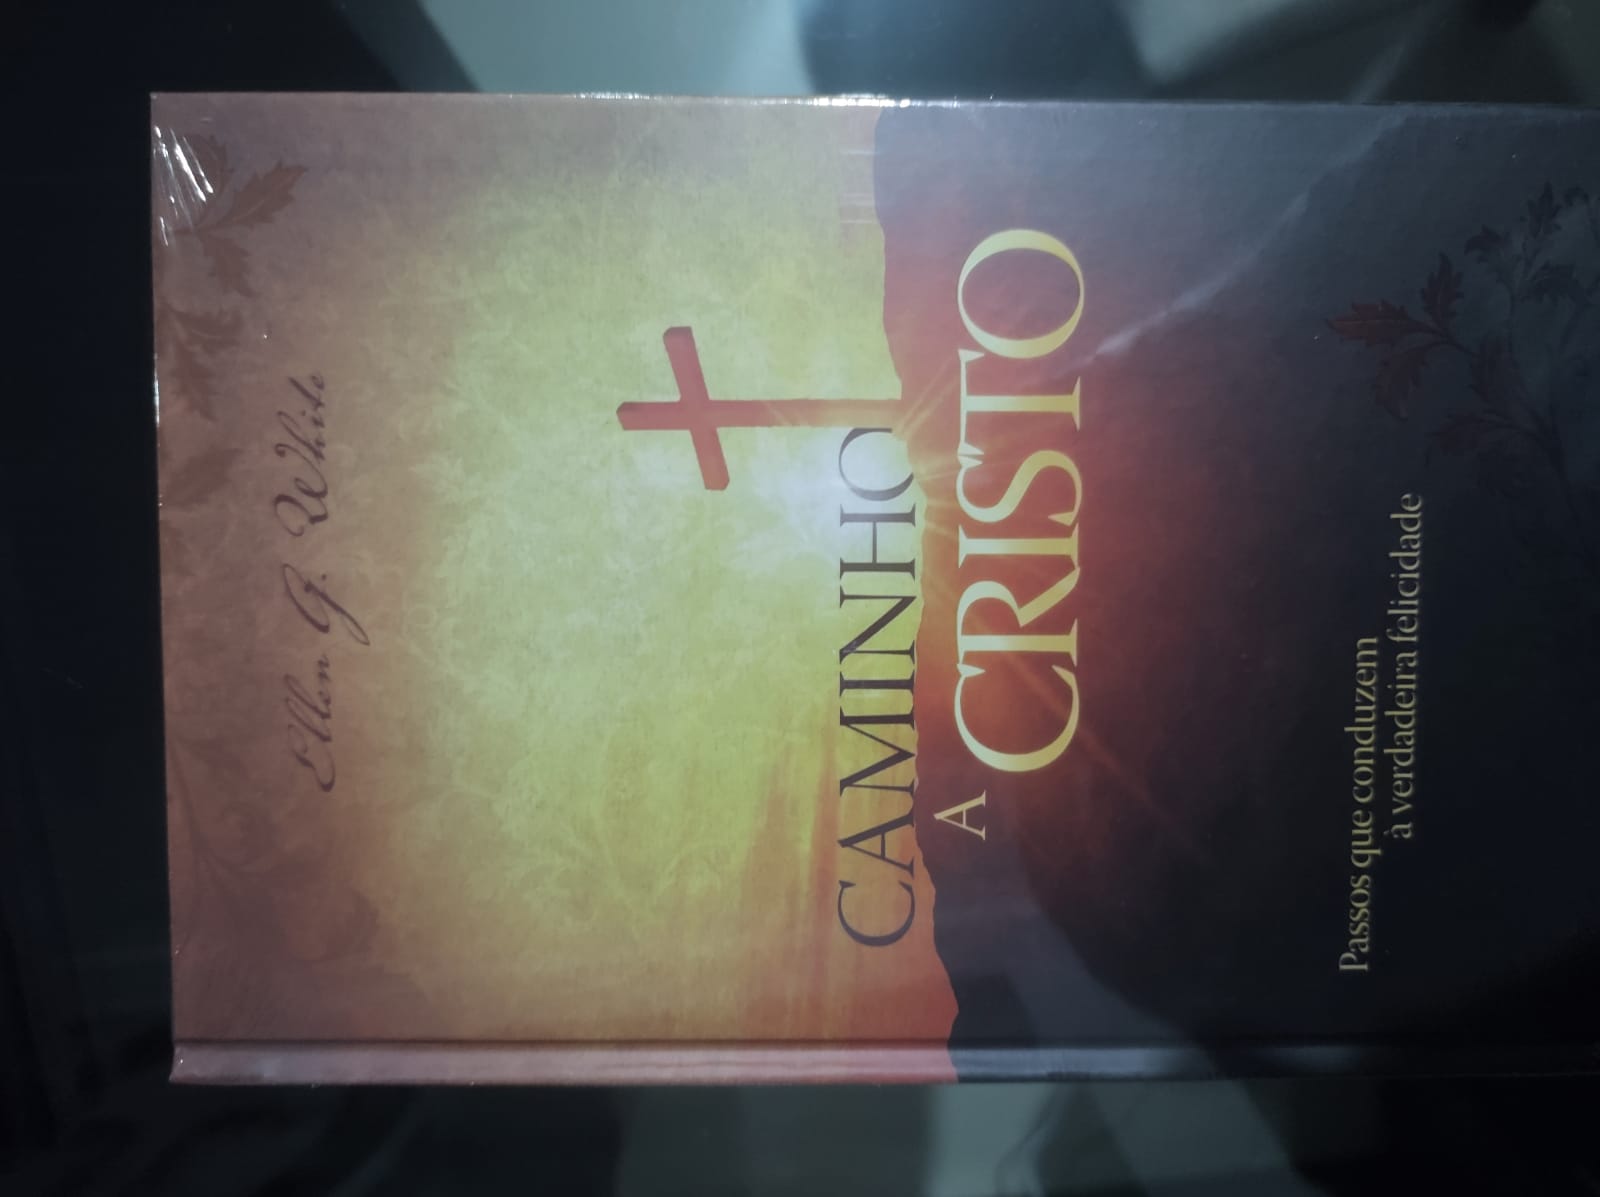 Ellen G. White
CAMINHO
A CRISTO
Passos que conduzem
à verdadeira felicidade